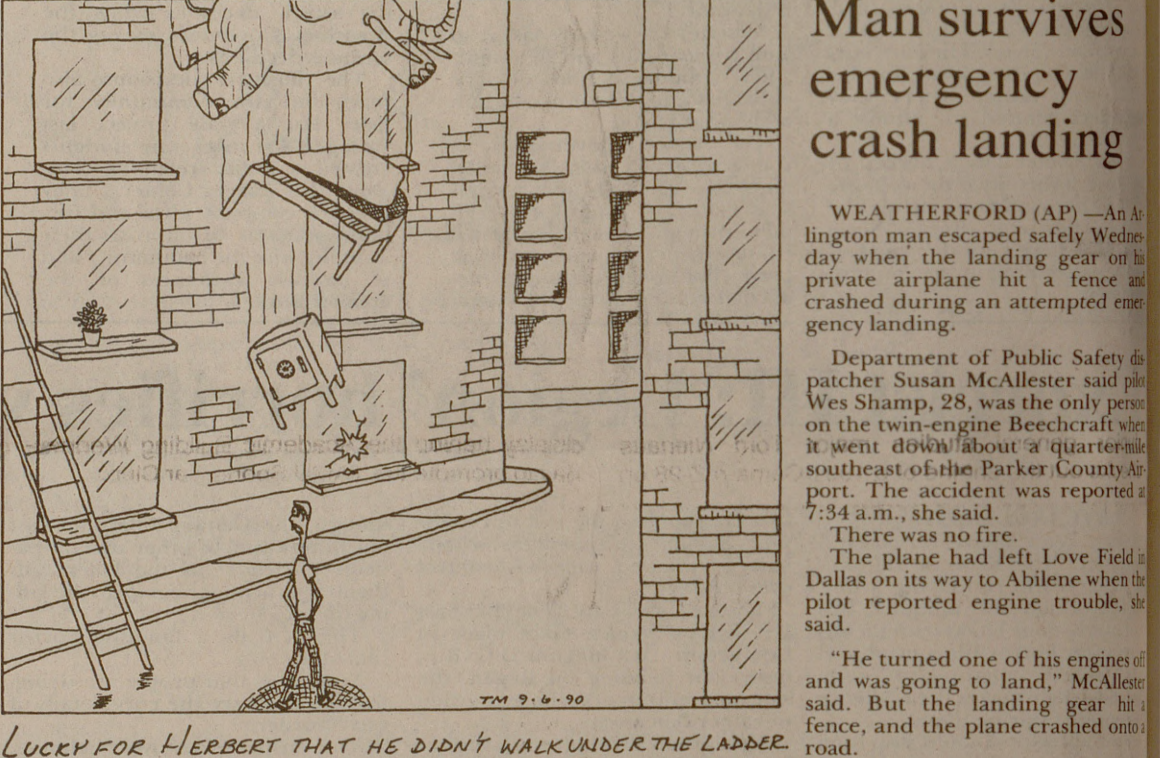 TM 9·6·90
LUCKY FOR HERBERT THAT HE DIDN'T WALK UNDER THE LADDER.
Man survives
emergency
crash landing
WEATHERFORD (AP) —An Ar-
lington man escaped safely Wednes-
day when the landing gear on his
private airplane hit a fence and
crashed during an attempted emer-
gency landing.
Department of Public Safety dis-
patcher Susan McAllester said pilot
Wes Shamp, 28, was the only person
on the twin-engine Beechcraft when
it went down about a quarter-mile
southeast of the Parker County Air-
port. The accident was reported at
7:34 a.m., she said.
There was no fire.
The plane had left Love Field in
Dallas on its way to Abilene when the
pilot reported engine trouble, she
said.
“He turned one of his engines off
and was going to land,” McAllester
said. But the landing gear hit a
fence, and the plane crashed onto a
road.